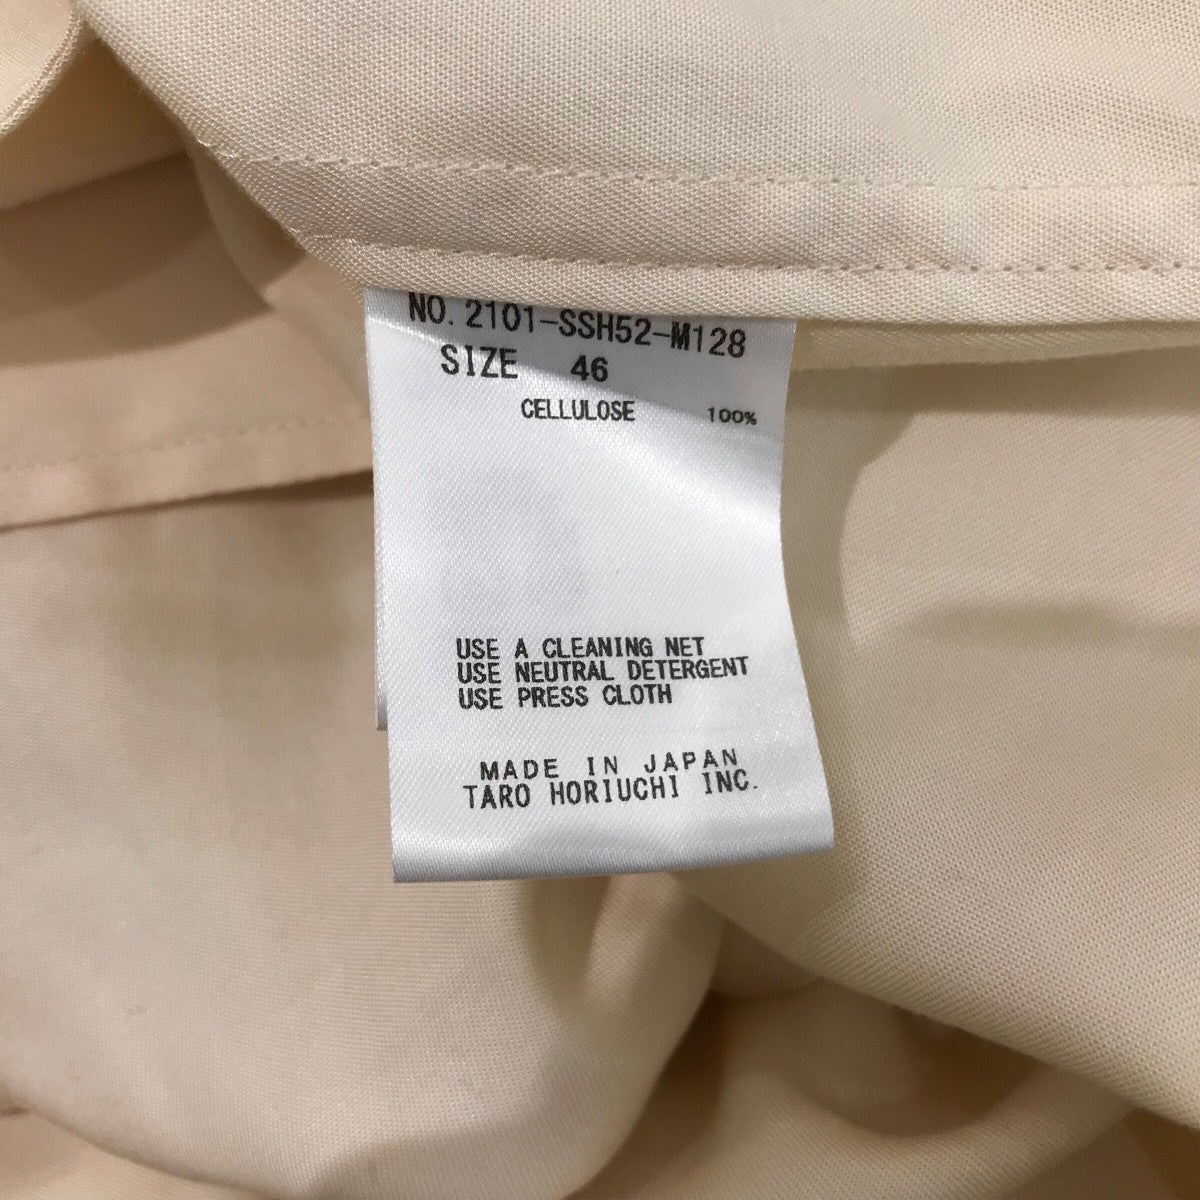 NO. 2101-SSH52-M128
SIZE 46
CELLULOSE 100%
USE A CLEANING NET
USE NEUTRAL DETERGENT
USE PRESS CLOTH
MADE IN JAPAN
TARO HORIUCHI INC.